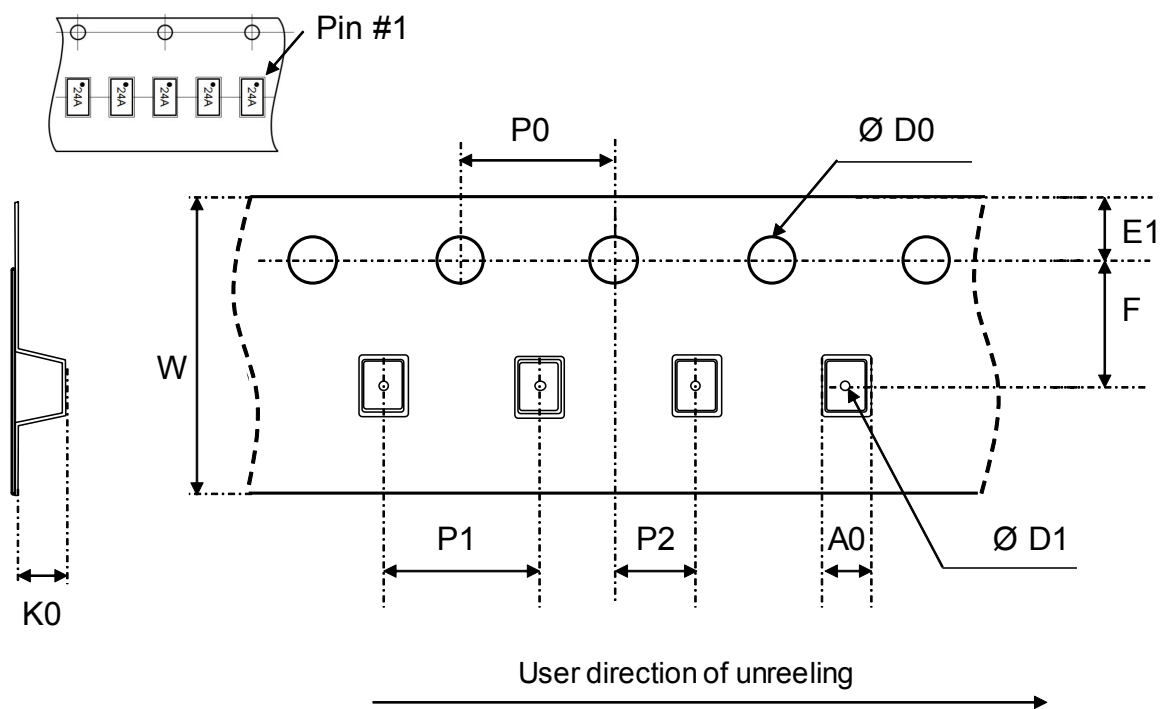 Pin #1
24A 24A 24A 24A 24A
P0
Ø D0
E1
F
W
P1
P2
A0
Ø D1
K0
User direction of unreeling